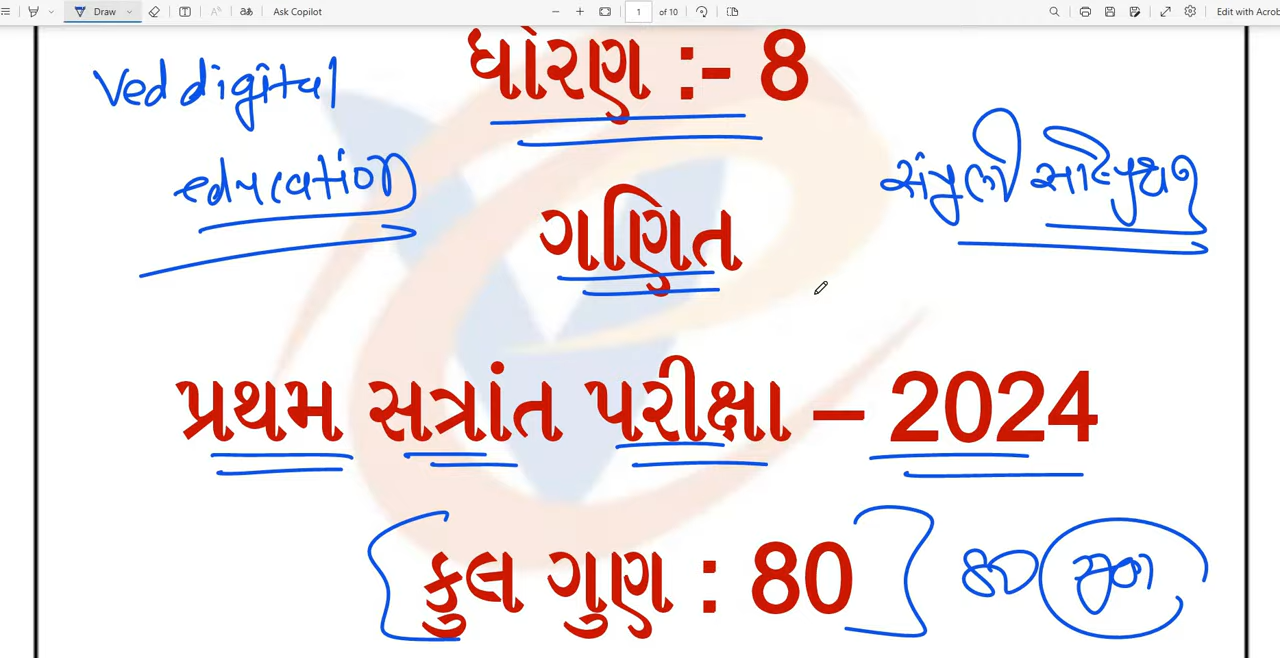 Draw
Ask Copilot
1 of 10
Edit with Acrob
ધોરણ :- 8
ved digital
education
ગણિત
પ્રથમ સત્રાંત પરીક્ષા – 2024
કુલ ગુણ : 80
80 ગુણ